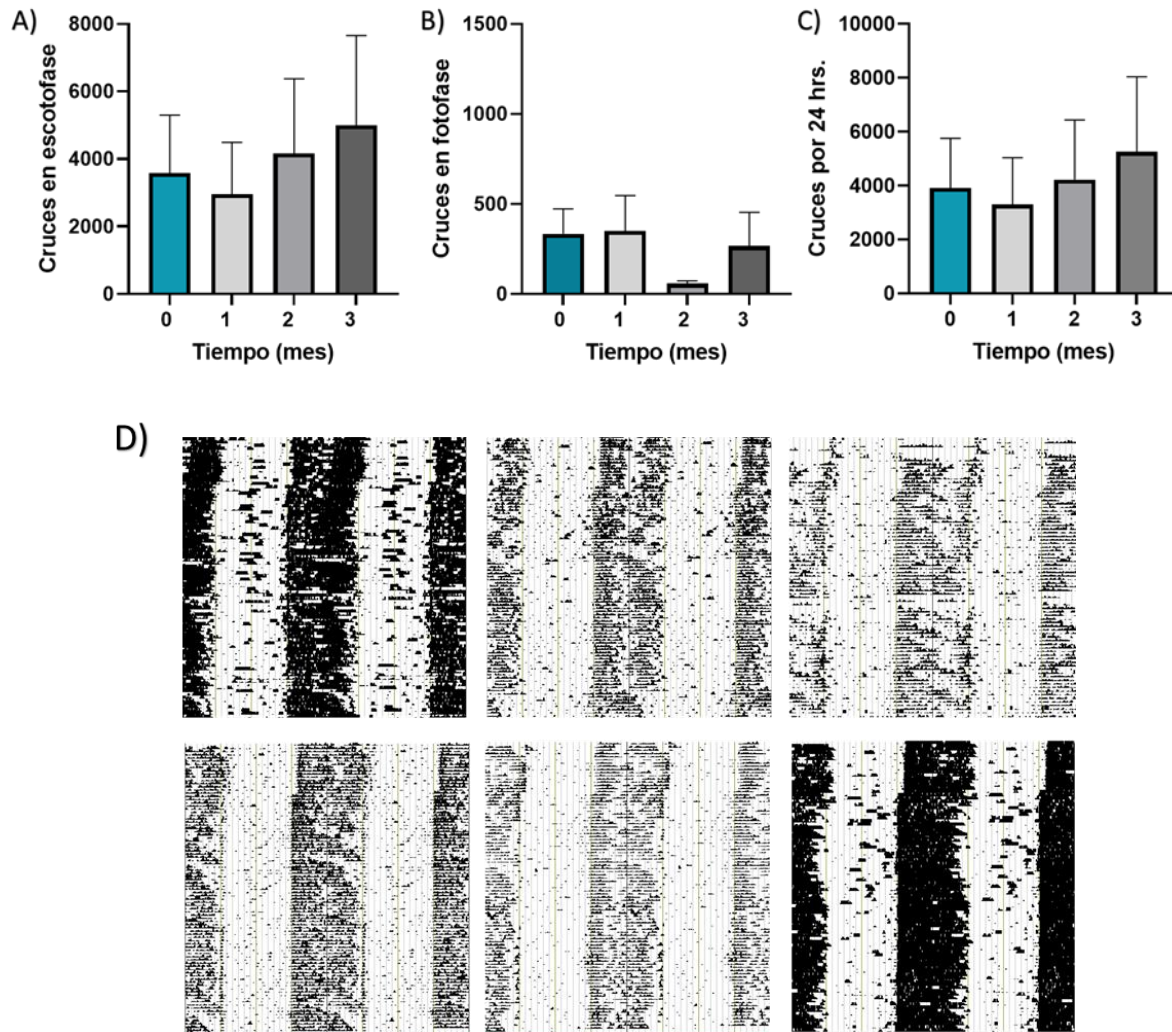 A)
Cruces en escotofase
8000
6000
4000
2000
0
0 1 2 3
Tiempo (mes)
B)
Cruces en fotofase
1500
1000
500
0
0 1 2 3
Tiempo (mes)
C)
Cruces por 24 hrs.
10000
8000
6000
4000
2000
0
0 1 2 3
Tiempo (mes)
D)